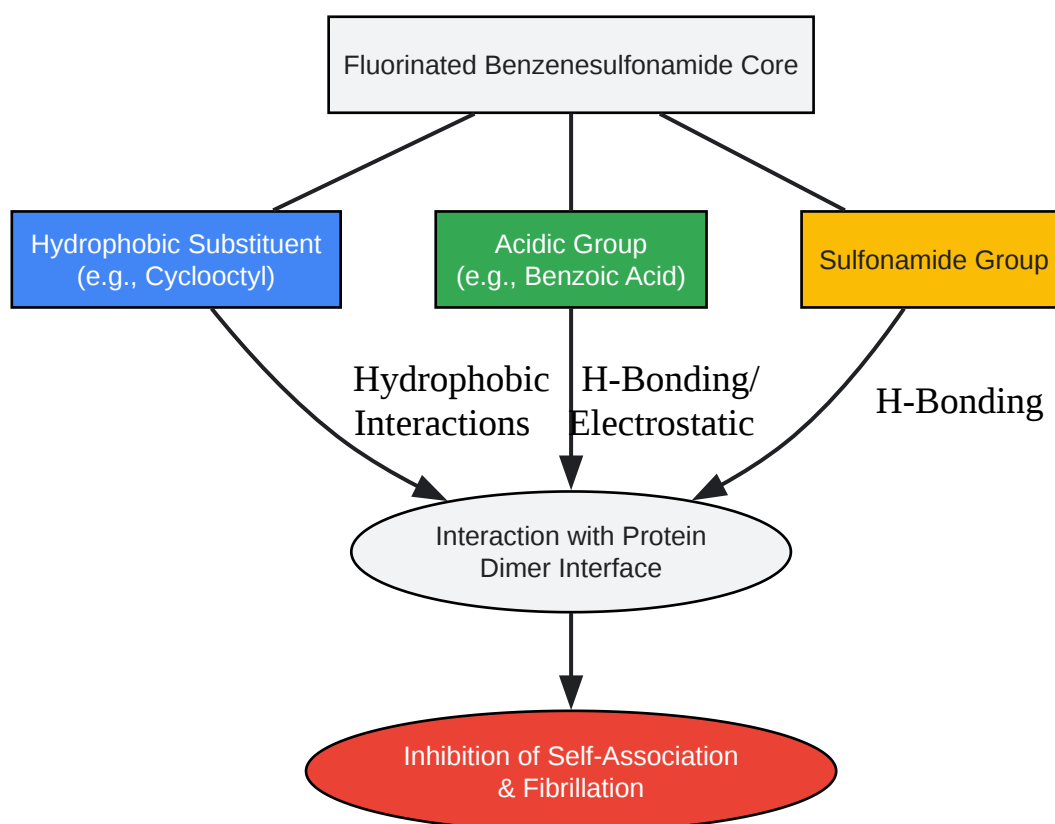 Fluorinated Benzenesulfonamide Core
Hydrophobic Substituent
(e.g., Cyclooctyl)
Acidic Group
(e.g., Benzoic Acid)
Sulfonamide Group
Hydrophobic
Interactions
H-Bonding/
Electrostatic
H-Bonding
Interaction with Protein
Dimer Interface
Inhibition of Self-Association
& Fibrillation